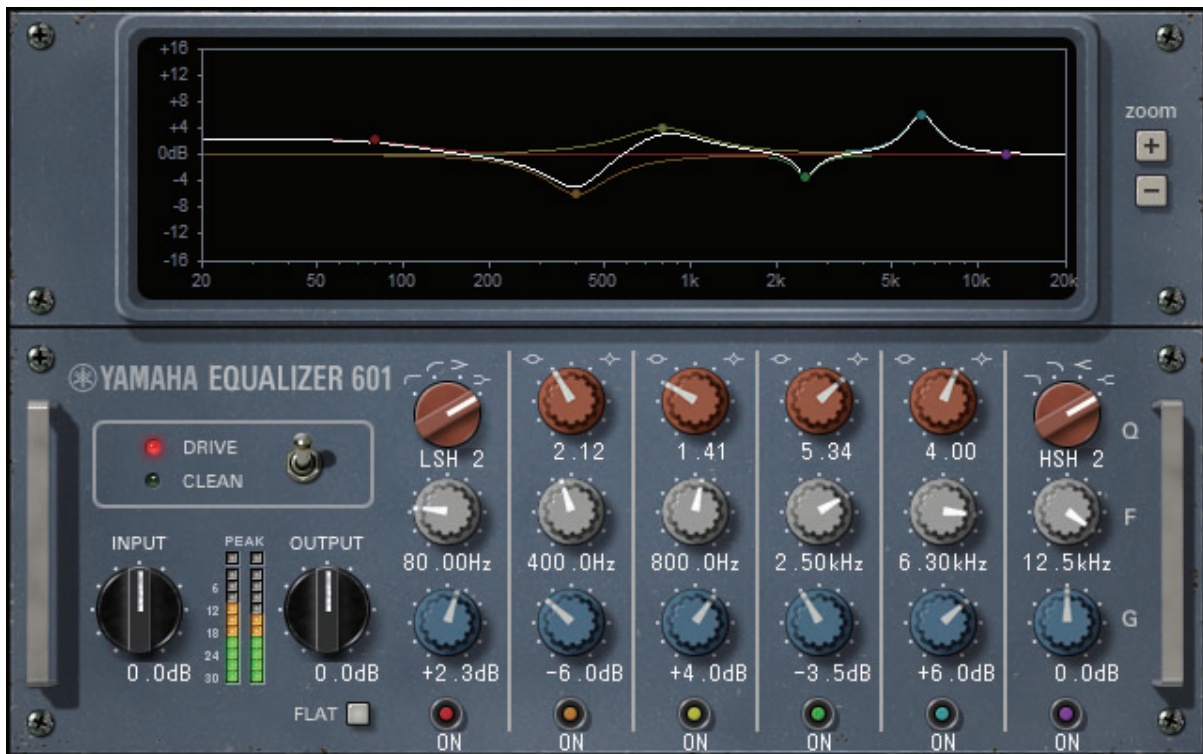 +16
+12
+8
+4
0dB
-4
-8
-12
-16
20 50 100 200 500 1k 2k 5k 10k 20k
zoom
+
−
YAMAHA EQUALIZER 601
DRIVE
CLEAN
INPUT PEAK OUTPUT
6
12
18
24
30
0.0dB 0.0dB
FLAT
LSH 2 2.12 1.41 5.34 4.00 HSH 2 Q
80.00Hz 400.0Hz 800.0Hz 2.50kHz 6.30kHz 12.5kHz F
+2.3dB -6.0dB +4.0dB -3.5dB +6.0dB 0.0dB G
ON ON ON ON ON ON